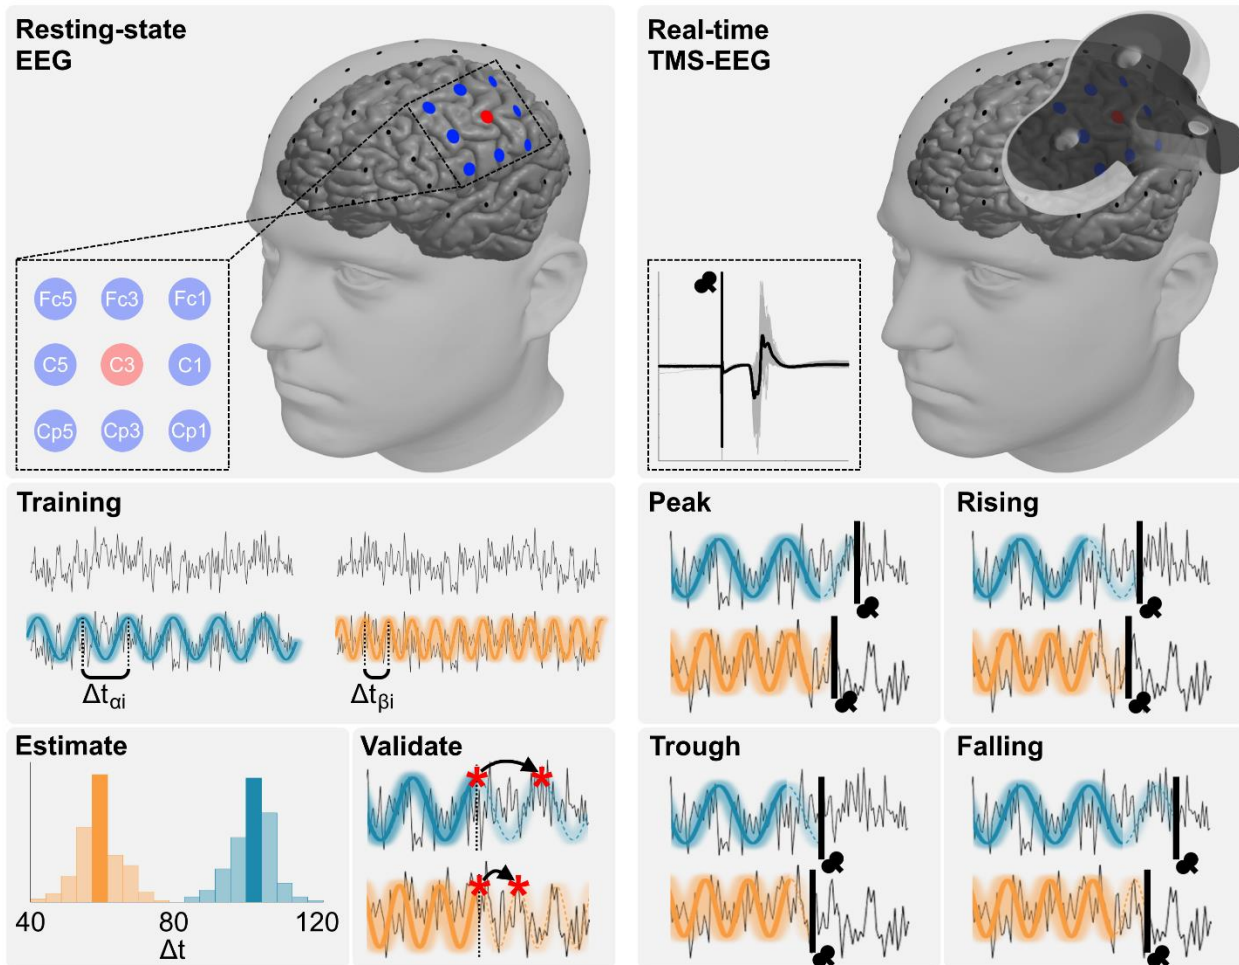 Resting-state
EEG
Fc5 Fc3 Fc1
C5 C3 C1
Cp5 Cp3 Cp1
Real-time
TMS-EEG
Training
Δtαi
Δtβi
Estimate
40 80 120
Δt
Validate
Peak
Rising
Trough
Falling